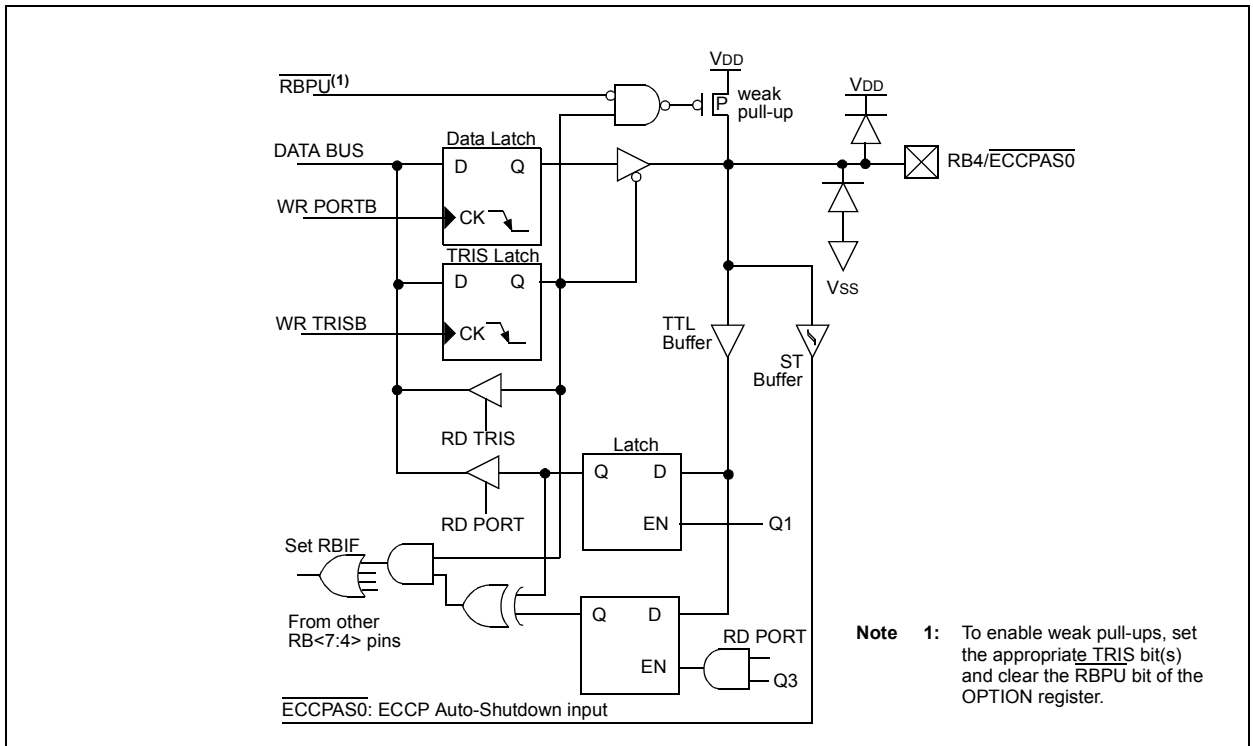 VDD
RBPU(1)
weak
pull-up
P
VDD
DATA BUS
Data Latch
D Q
RB4/ECCPAS0
WR PORTB
CK
TRIS Latch
D Q
VSS
WR TRISB
CK
TTL
Buffer
ST
Buffer
RD TRIS
Latch
Q D
RD PORT
EN
Q1
Set RBIF
From other
RB<7:4> pins
Q D
RD PORT
EN
Q3
ECCPAS0: ECCP Auto-Shutdown input
Note 1: To enable weak pull-ups, set
the appropriate TRIS bit(s)
and clear the RBPU bit of the
OPTION register.